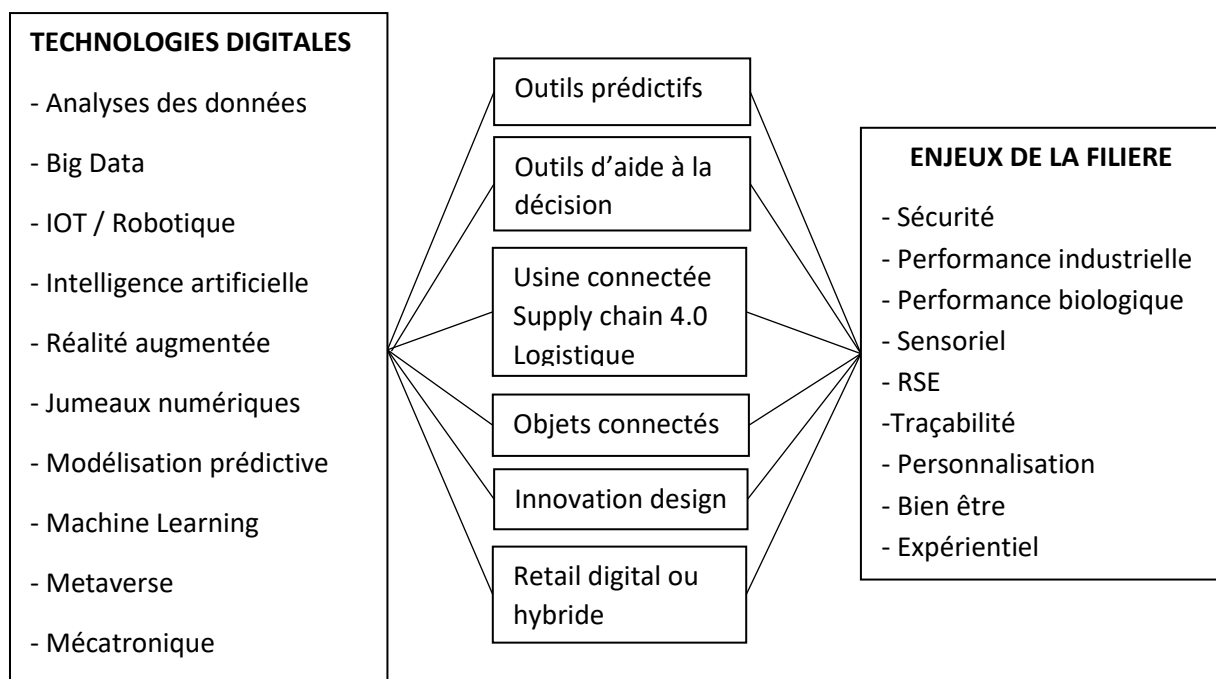 TECHNOLOGIES DIGITALES
- Analyses des données
- Big Data
- IOT / Robotique
- Intelligence artificielle
- Réalité augmentée
- Jumeaux numériques
- Modélisation prédictive
- Machine Learning
- Metaverse
- Mécatronique
Outils prédictifs
Outils d’aide à la
décision
Usine connectée
Supply chain 4.0
Logistique
Objets connectés
Innovation design
Retail digital ou
hybride
ENJEUX DE LA FILIERE
- Sécurité
- Performance industrielle
- Performance biologique
- Sensoriel
- RSE
-Traçabilité
- Personnalisation
- Bien être
- Expérientiel